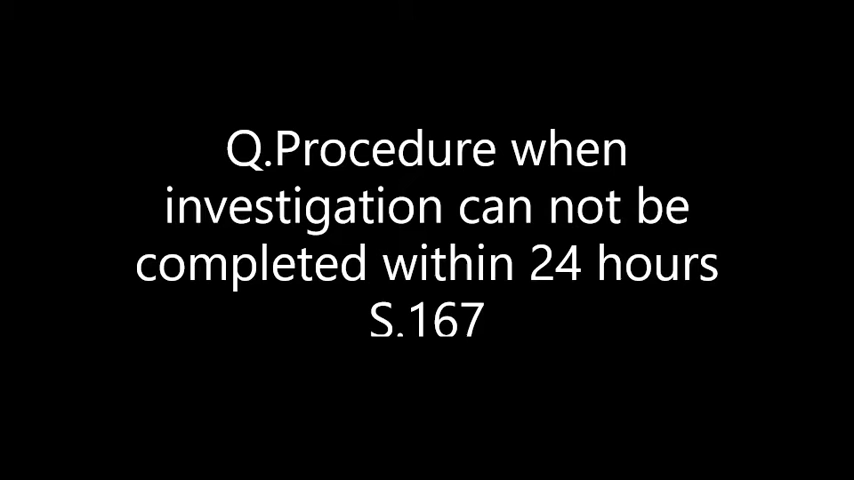 Q.Procedure when
investigation can not be
completed within 24 hours
S.167